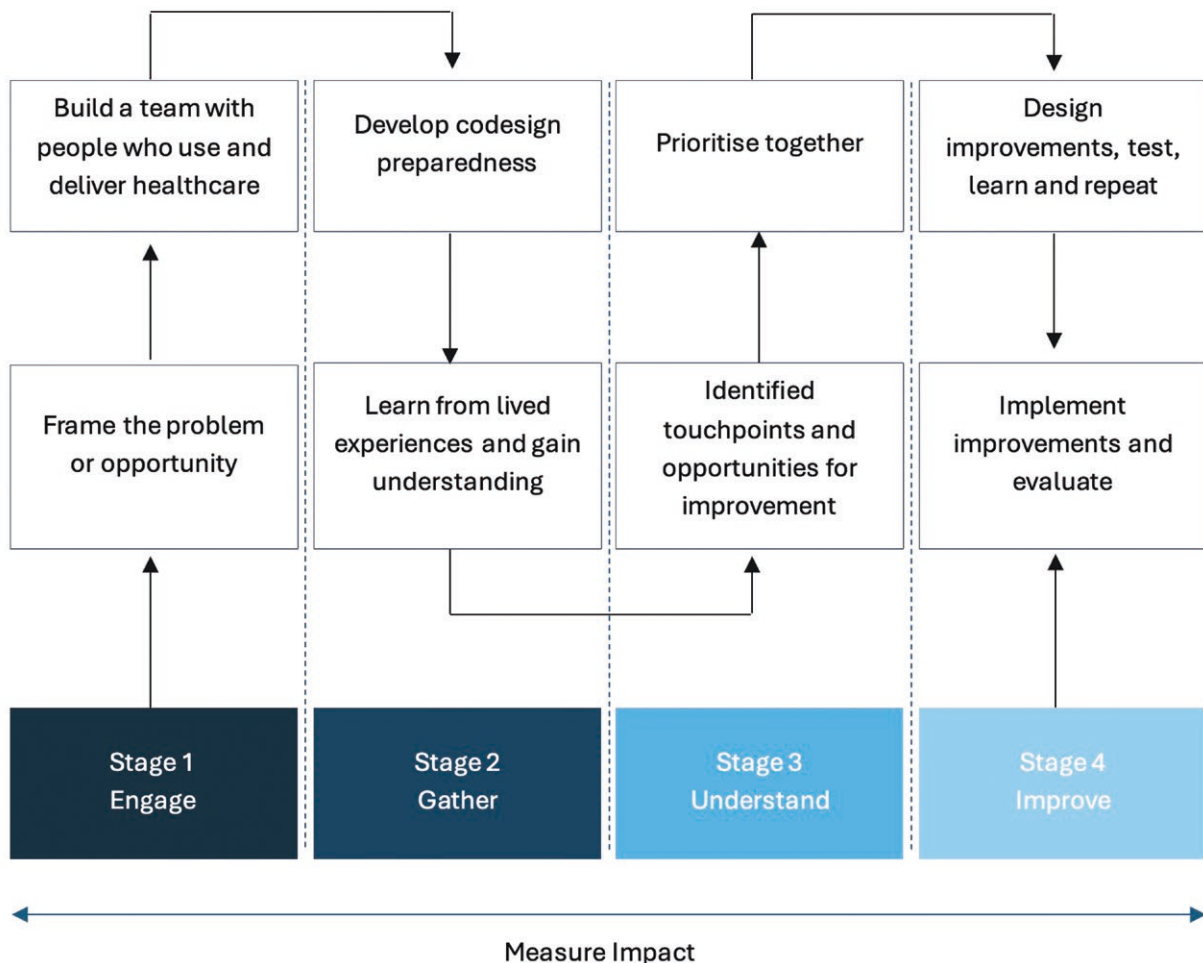 Build a team with
people who use and
deliver healthcare
Develop codesign
preparedness
Prioritise together
Design
improvements, test,
learn and repeat
Frame the problem
or opportunity
Learn from lived
experiences and gain
understanding
Identified
touchpoints and
opportunities for
improvement
Implement
improvements and
evaluate
Stage 1
Engage
Stage 2
Gather
Stage 3
Understand
Stage 4
Improve
Measure Impact